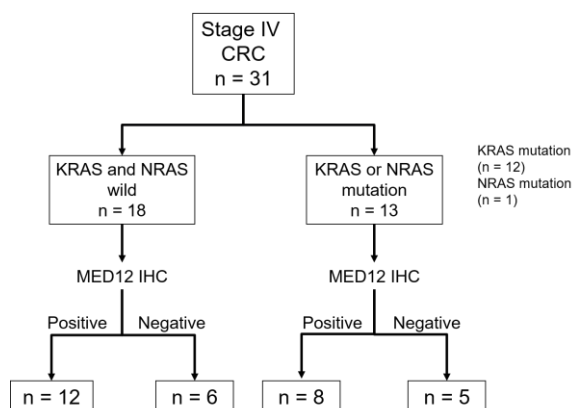 Stage IV
CRC
n = 31
KRAS and NRAS
wild
n = 18
KRAS or NRAS
mutation
n = 13
KRAS mutation
(n = 12)
NRAS mutation
(n = 1)
MED12 IHC
MED12 IHC
Positive
Negative
Positive
Negative
n = 12
n = 6
n = 8
n = 5